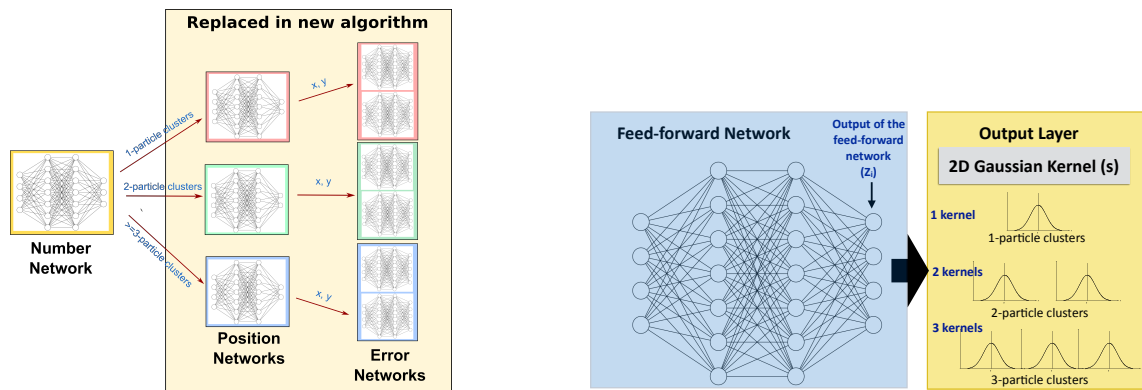 Replaced in new algorithm
1-particle clusters
2-particle clusters
>=3-particle clusters
x, y
x, y
x, y
Number
Network
Position
Networks
Error
Networks
Feed-forward Network
Output of the
feed-forward
network
(Zᵢ)
Output Layer
2D Gaussian Kernel (s)
1 kernel
1-particle clusters
2 kernels
2-particle clusters
3 kernels
3-particle clusters